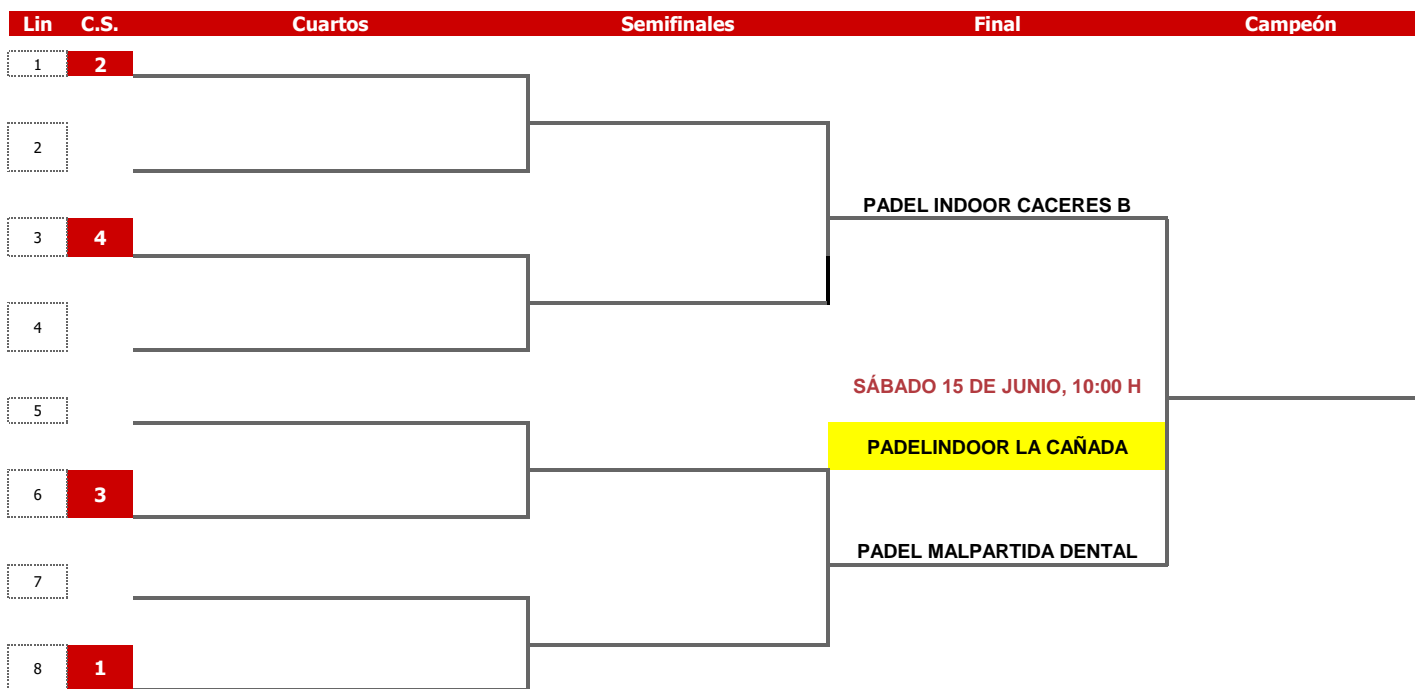 Lin C.S. Cuartos Semifinales Final Campeón
1 2
2
PADEL INDOOR CACERES B
3 4
4
SÁBADO 15 DE JUNIO, 10:00 H
5
PADELINDOOR LA CAÑADA
6 3
PADEL MALPARTIDA DENTAL
7
8 1